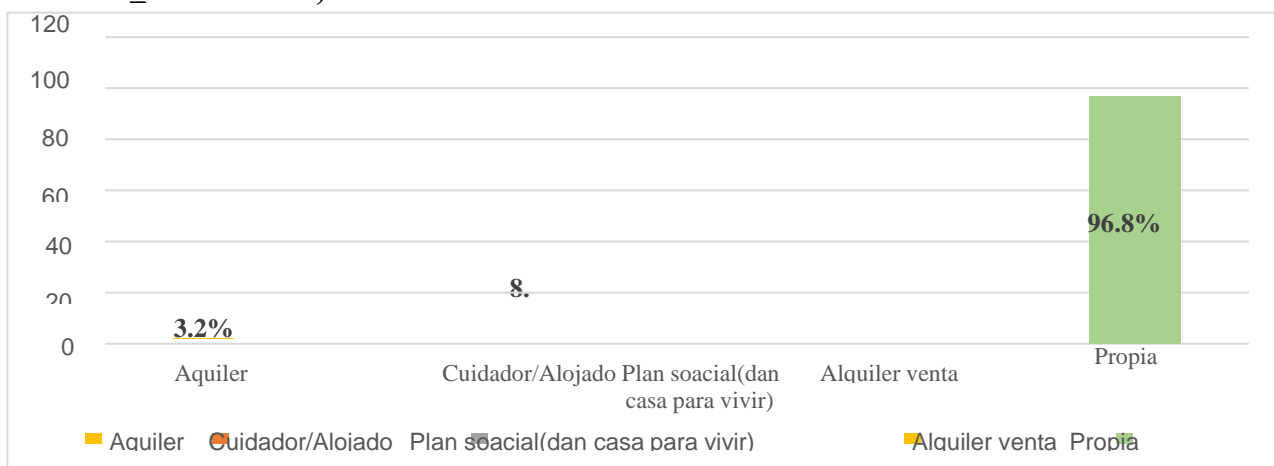 120
100
80
96.8%
60
40
8.
20
3.2%
0
Aquiler
Cuidador/Alojado Plan soacial(dan casa para vivir)
Alquiler venta
Propia
Aquiler Cuidador/Alojado Plan soacial(dan casa para vivir) Alquiler venta Propia